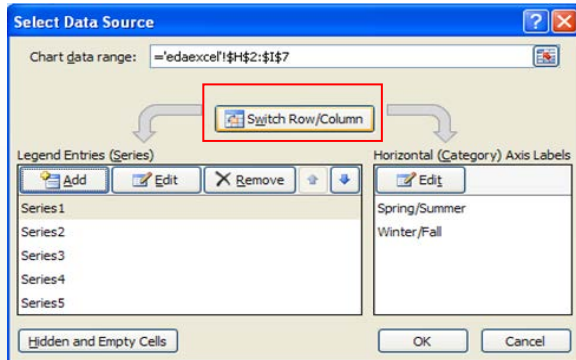 Select Data Source
Chart data range: ='edaexcel'!$H$2:$I$7
Switch Row/Column
Legend Entries (Series)
Add Edit Remove
Series1
Series2
Series3
Series4
Series5
Horizontal (Category) Axis Labels
Edit
Spring/Summer
Winter/Fall
Hidden and Empty Cells
OK Cancel